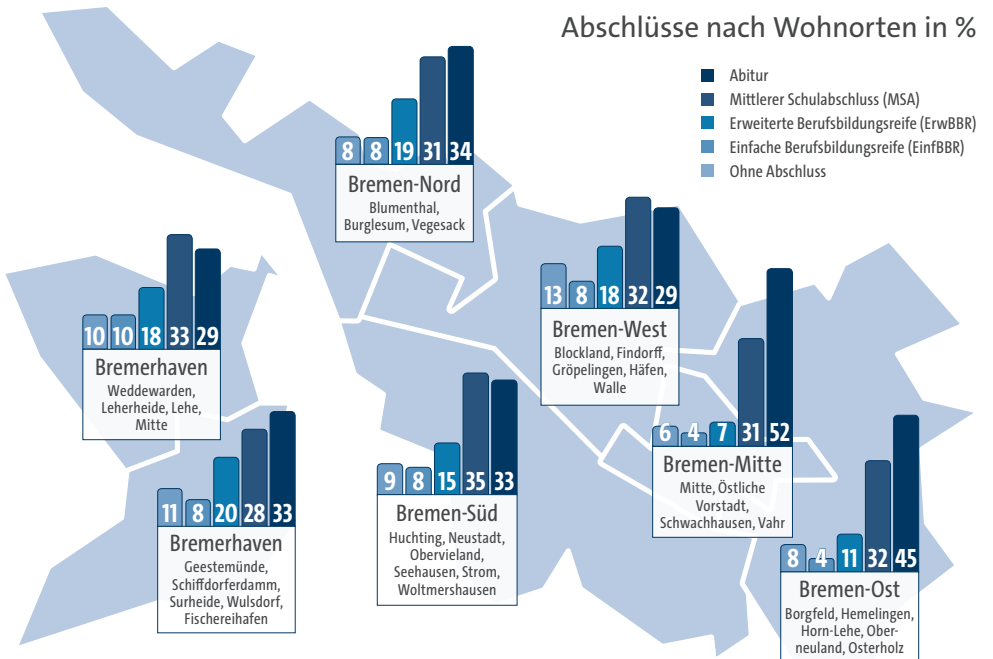 Abschlüsse nach Wohnorten in %
Abitur
Mittlerer Schulabschluss (MSA)
Erweiterte Berufsbildungsreife (ErwBBR)
Einfache Berufsbildungsreife (EinfBBR)
Ohne Abschluss
8 8 19 31 34
Bremen-Nord
Blumenthal,
Burglesum, Vegesack
13 8 18 32 29
Bremen-West
Blockland, Findorff,
Gröpelingen, Häfen,
Walle
10 10 18 33 29
Bremerhaven
Weddewarden,
Leherheide, Lehe,
Mitte
6 4 7 31 52
Bremen-Mitte
Mitte, Östliche
Vorstadt,
Schwachhausen, Vahr
9 8 15 35 33
Bremen-Süd
Huchting, Neustadt,
Obervieland,
Seehausen, Strom,
Woltmershausen
11 8 20 28 33
Bremerhaven
Geestemünde,
Schiffdorferdamm,
Surheide, Wulsdorf,
Fischereihafen
8 4 11 32 45
Bremen-Ost
Borgfeld, Hemelingen,
Horn-Lehe, Ober-
neuland, Osterholz